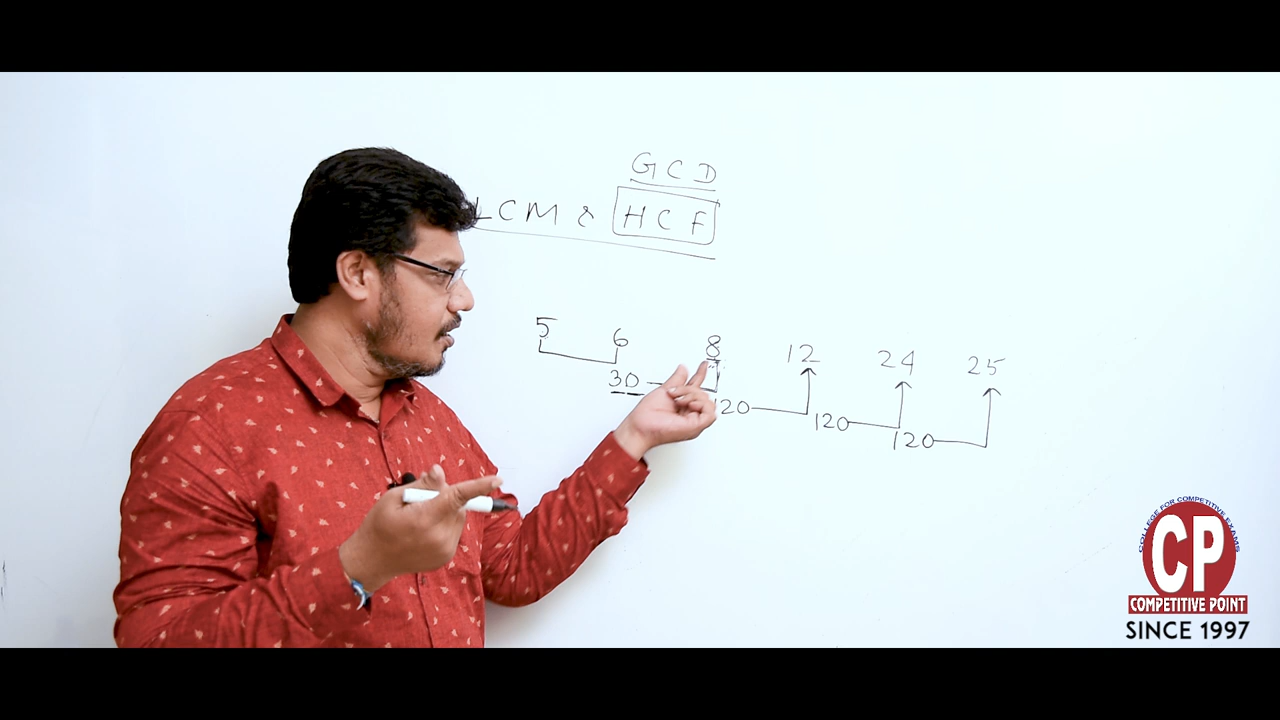 GCD
LCM & HCF
5 6 8 12 24 25
30 120 120 120
COLLEGE FOR COMPETITIVE EXAMS
CP
COMPETITIVE POINT
SINCE 1997